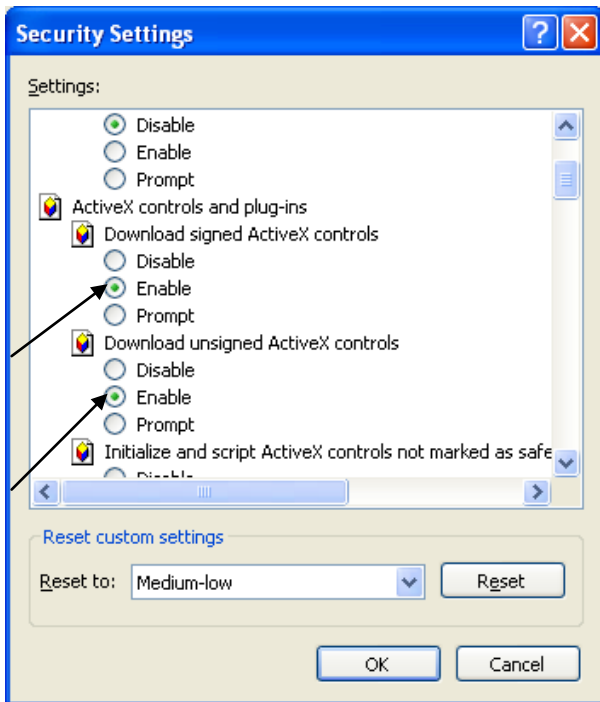 Security Settings
Settings:
Disable
Enable
Prompt
ActiveX controls and plug-ins
Download signed ActiveX controls
Disable
Enable
Prompt
Download unsigned ActiveX controls
Disable
Enable
Prompt
Initialize and script ActiveX controls not marked as safe
Disable
Reset custom settings
Reset to: Medium-low Reset
OK Cancel